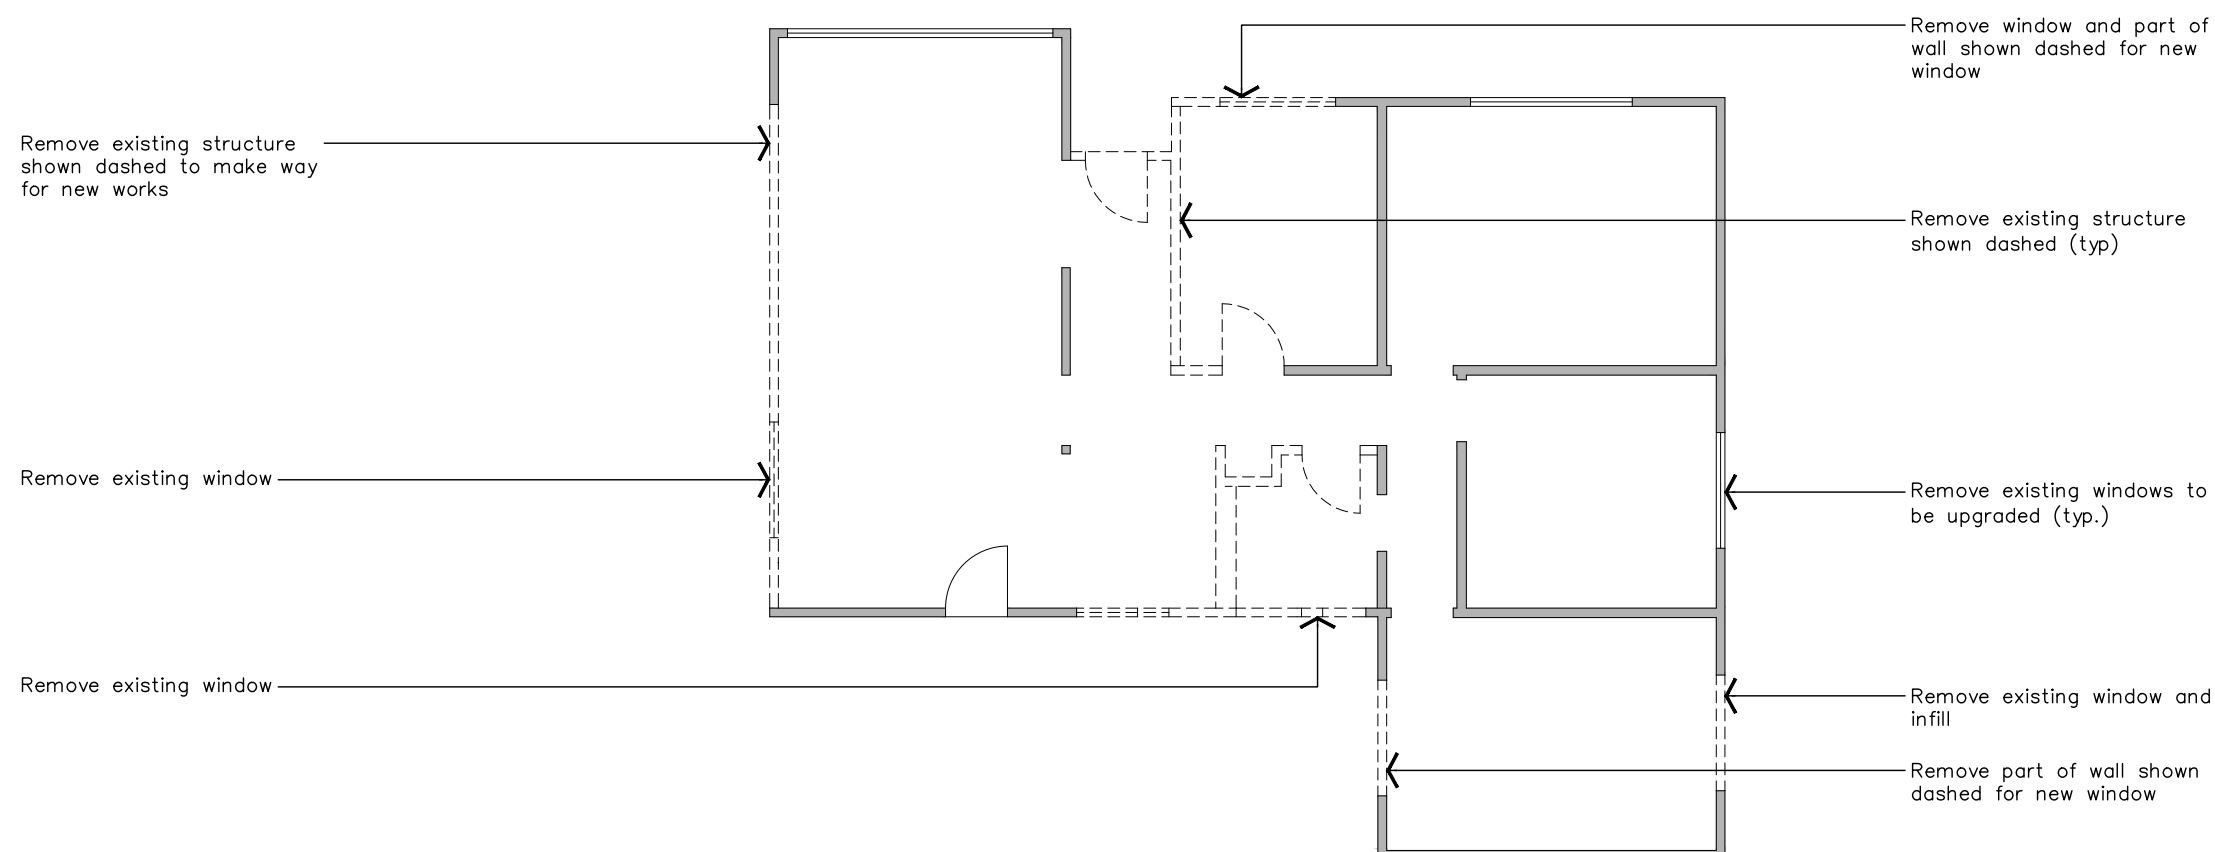 Remove existing structure
shown dashed to make way
for new works
Remove existing window
Remove existing window
Remove window and part of
wall shown dashed for new
window
Remove existing structure
shown dashed (typ)
Remove existing windows to
be upgraded (typ.)
Remove existing window and
infill
Remove part of wall shown
dashed for new window